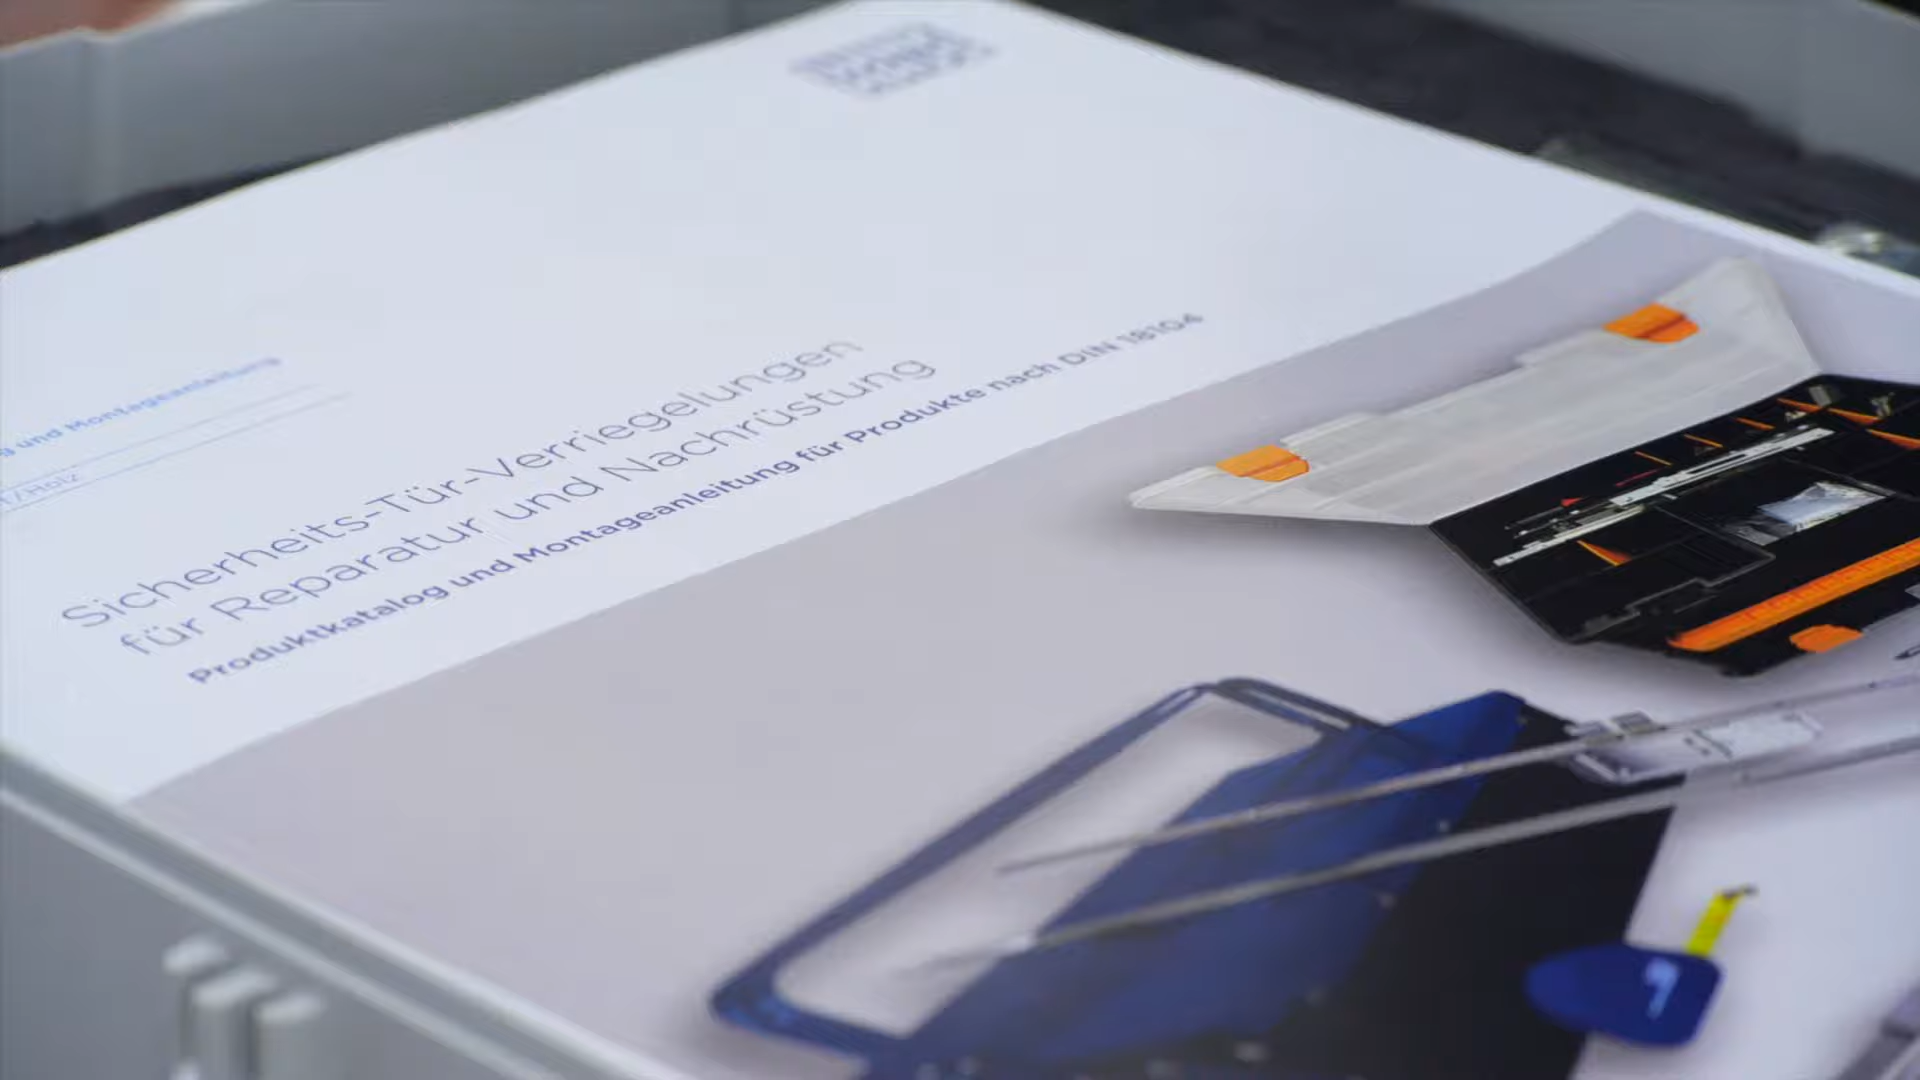 und Montageanleitung
/Holz
Sicherheits-Tür-Verriegelungen
für Reparatur und Nachrüstung
Produktkatalog und Montageanleitung für Produkte nach DIN 18104